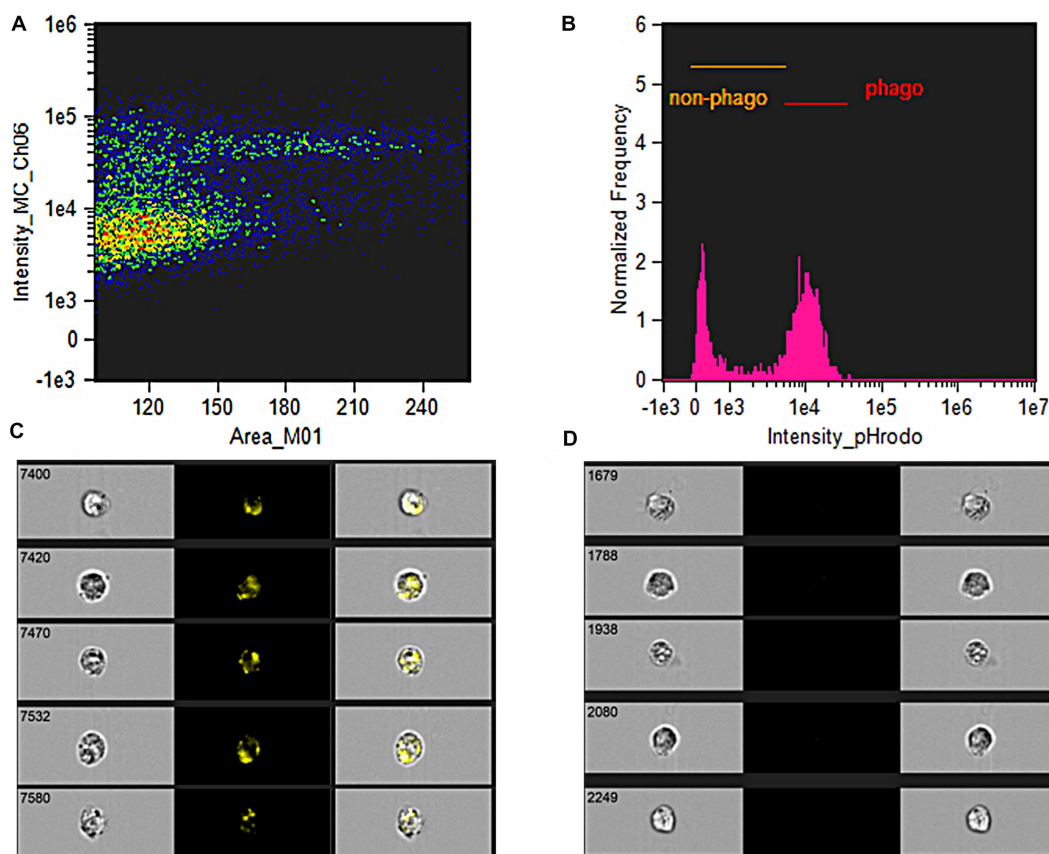 A
1e6
1e5
1e4
1e3
0
-1e3
Intensity_MC_Ch06
120 150 180 210 240
Area_M01
B
6
5
4
3
2
1
0
Normalized Frequency
non-phago
phago
-1e3 0 1e3 1e4 1e5 1e6 1e7
Intensity_pHrodo
C
7400
7420
7470
7532
7580
D
1679
1788
1938
2080
2249